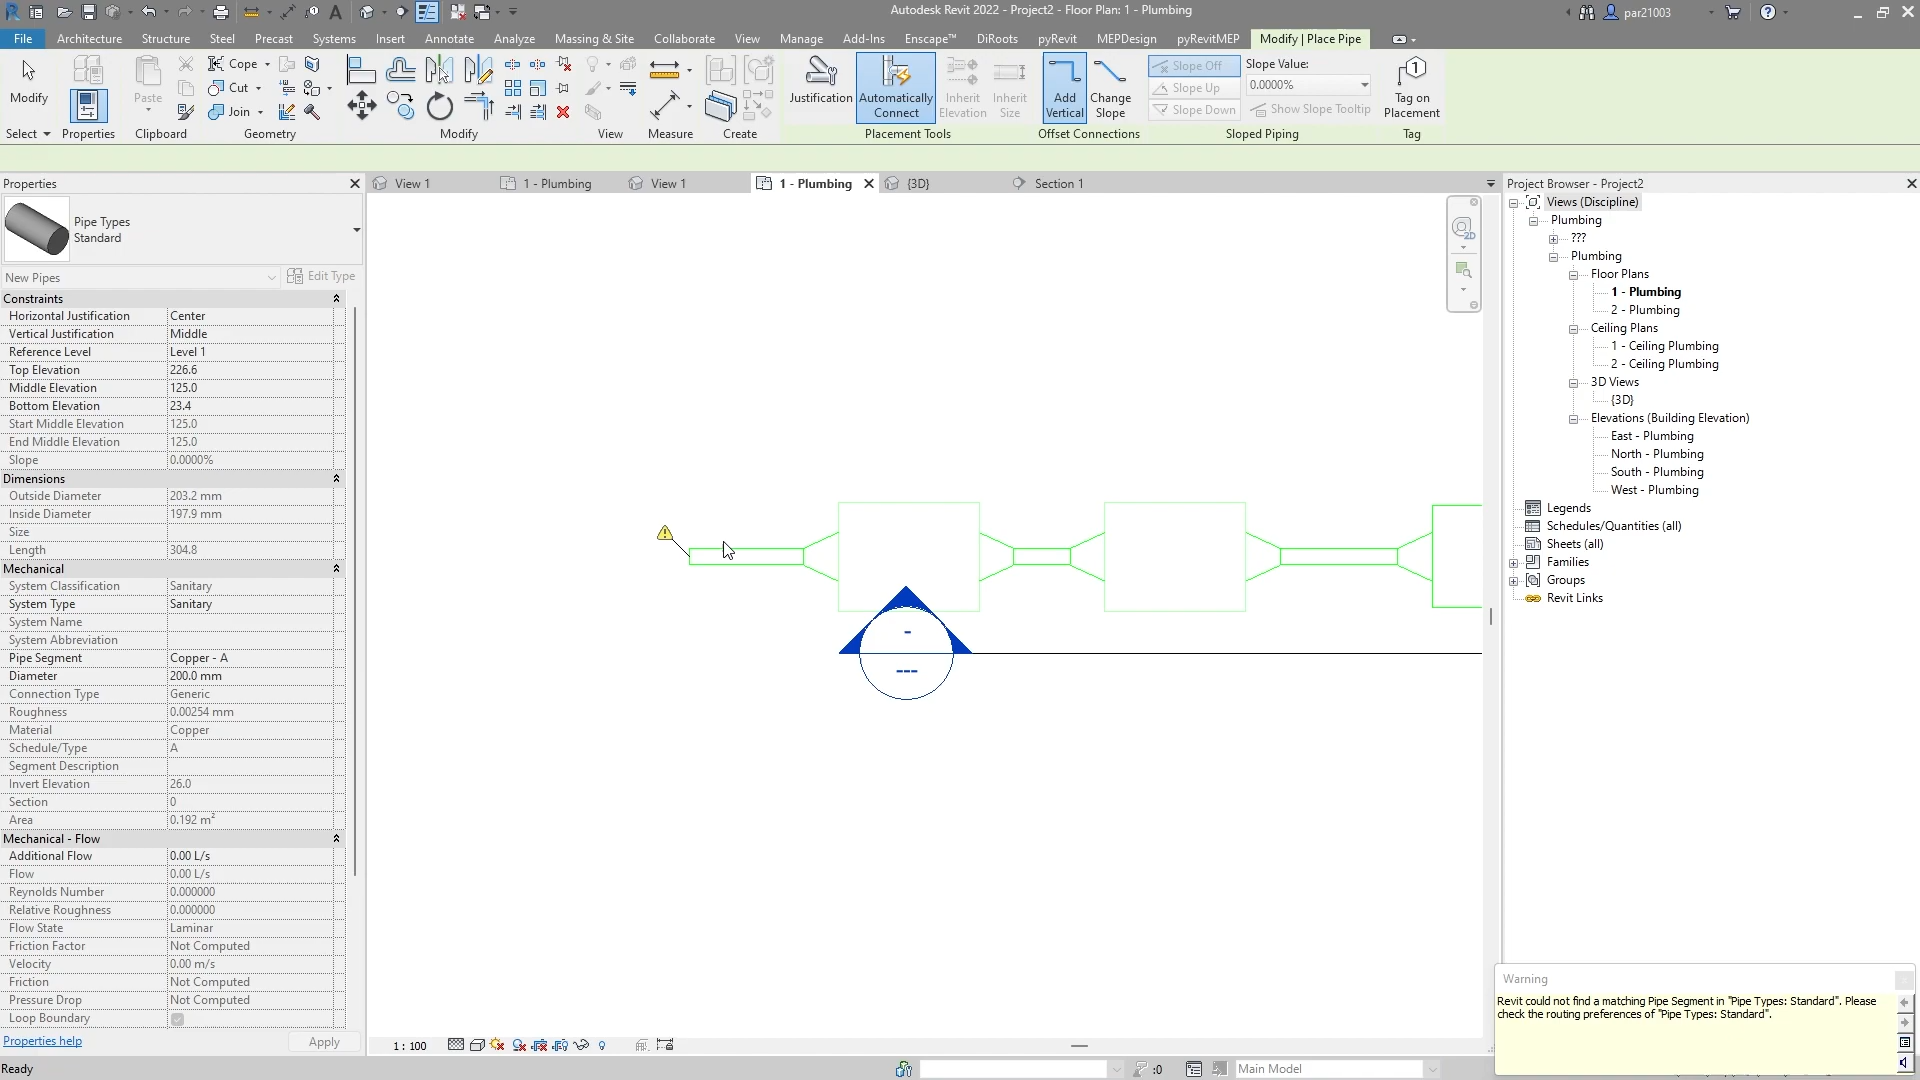 Autodesk Revit 2022 - Project2 - Floor Plan: 1 - Plumbing
par21003
File Architecture Structure Steel Precast Systems Insert Annotate Analyze Massing & Site Collaborate View Manage Add-Ins Enscape™ DiRoots pyRevit MEPDesign pyRevitMEP Modify | Place Pipe
Modify
Paste
Cope
Cut
Join
Justification
Automatically
Connect
Inherit
Elevation
Inherit
Size
Add
Vertical
Change
Slope
Slope Off
Slope Up
Slope Down
Slope Value:
0.0000%
Show Slope Tooltip
Tag on
Placement
Select Properties Clipboard Geometry Modify View Measure Create Placement Tools Offset Connections Sloped Piping Tag
Properties
View 1
1 - Plumbing
View 1
1 - Plumbing
{3D}
Section 1
Project Browser - Project2
Pipe Types
Standard
New Pipes
Edit Type
Constraints
Horizontal Justification Center
Vertical Justification Middle
Reference Level Level 1
Top Elevation 226.6
Middle Elevation 125.0
Bottom Elevation 23.4
Start Middle Elevation 125.0
End Middle Elevation 125.0
Slope 0.0000%
Dimensions
Outside Diameter 203.2 mm
Inside Diameter 197.9 mm
Size
Length 304.8
Mechanical
System Classification Sanitary
System Type Sanitary
System Name
System Abbreviation
Pipe Segment Copper - A
Diameter 200.0 mm
Connection Type Generic
Roughness 0.00254 mm
Material Copper
Schedule/Type A
Segment Description
Invert Elevation 26.0
Section 0
Area 0.192 m²
Mechanical - Flow
Additional Flow 0.00 L/s
Flow 0.00 L/s
Reynolds Number 0.000000
Relative Roughness 0.000000
Flow State Laminar
Friction Factor Not Computed
Velocity 0.00 m/s
Friction Not Computed
Pressure Drop Not Computed
Loop Boundary
Properties help
Apply
2D
-
---
Views (Discipline)
Plumbing
???
Plumbing
Floor Plans
1 - Plumbing
2 - Plumbing
Ceiling Plans
1 - Ceiling Plumbing
2 - Ceiling Plumbing
3D Views
{3D}
Elevations (Building Elevation)
East - Plumbing
North - Plumbing
South - Plumbing
West - Plumbing
Legends
Schedules/Quantities (all)
Sheets (all)
Families
Groups
Revit Links
Warning
Revit could not find a matching Pipe Segment in "Pipe Types: Standard". Please
check the routing preferences of "Pipe Types: Standard".
1 : 100
Ready
:0
Main Model